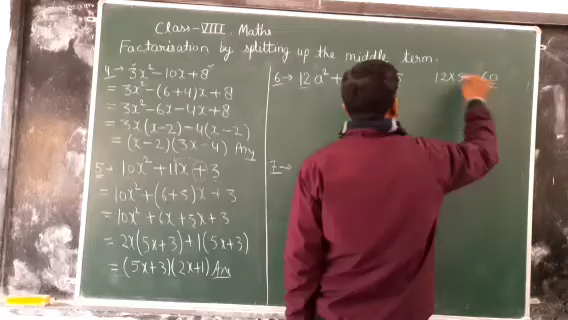 Class-VIII, Maths
Factorisation by splitting up the middle term.
4→ 3x²-10x+8
= 3x²-(6+4)x+8
= 3x²-6x-4x+8
= 3x(x-2)-4(x-2)
= (x-2)(3x-4) Ans
5→ 10x²+11x+3
= 10x²+(6+5)x+3
= 10x²+6x+5x+3
= 2x(5x+3)+1(5x+3)
= (5x+3)(2x+1) Ans
6→ 12a²+ 5
12x5 60
7→